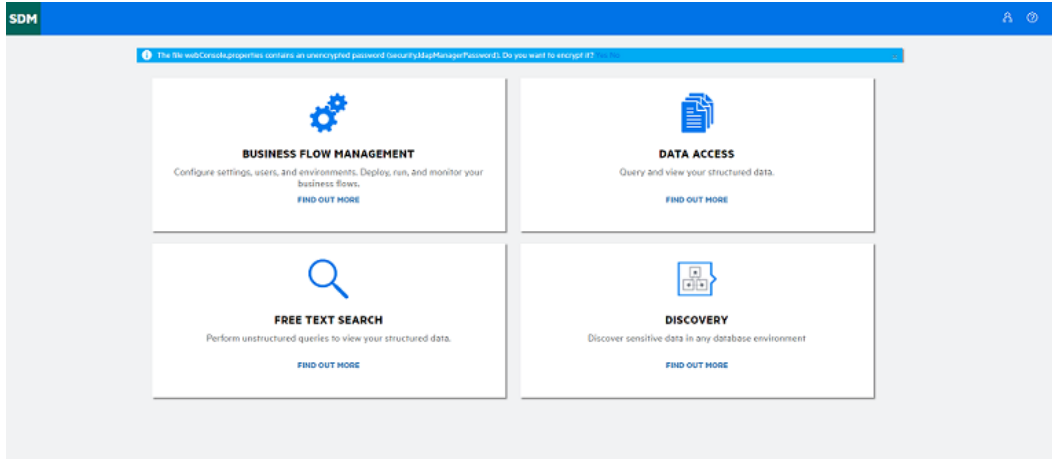 SDM
The file webConsole.properties contains an unencrypted password (security.ldapManagerPassword). Do you want to encrypt it? Yes No
BUSINESS FLOW MANAGEMENT
Configure settings, users, and environments. Deploy, run, and monitor your
business flows.
FIND OUT MORE
DATA ACCESS
Query and view your structured data.
FIND OUT MORE
FREE TEXT SEARCH
Perform unstructured queries to view your structured data.
FIND OUT MORE
DISCOVERY
Discover sensitive data in any database environment
FIND OUT MORE